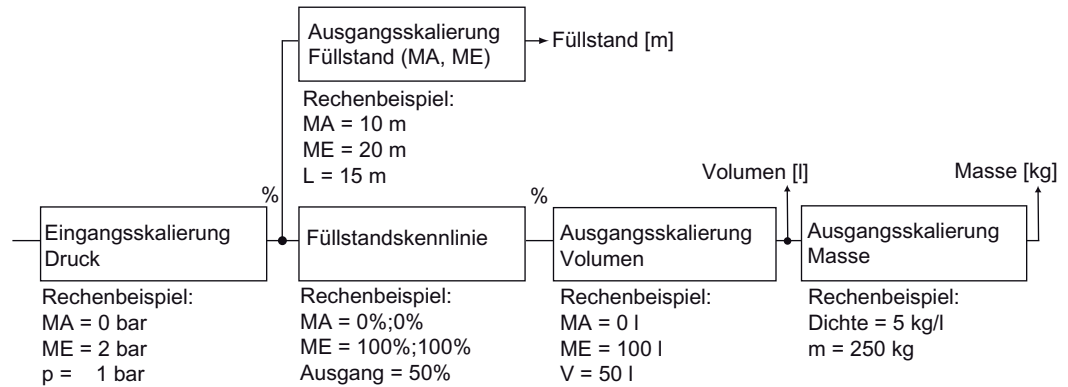 Ausgangsskalierung
Füllstand (MA, ME)
Füllstand [m]
Rechenbeispiel:
MA = 10 m
ME = 20 m
L = 15 m
%
Eingangsskalierung
Druck
Rechenbeispiel:
MA = 0 bar
ME = 2 bar
p = 1 bar
Füllstandskennlinie
Rechenbeispiel:
MA = 0%;0%
ME = 100%;100%
Ausgang = 50%
%
Ausgangsskalierung
Volumen
Rechenbeispiel:
MA = 0 l
ME = 100 l
V = 50 l
Volumen [l]
Ausgangsskalierung
Masse
Rechenbeispiel:
Dichte = 5 kg/l
m = 250 kg
Masse [kg]